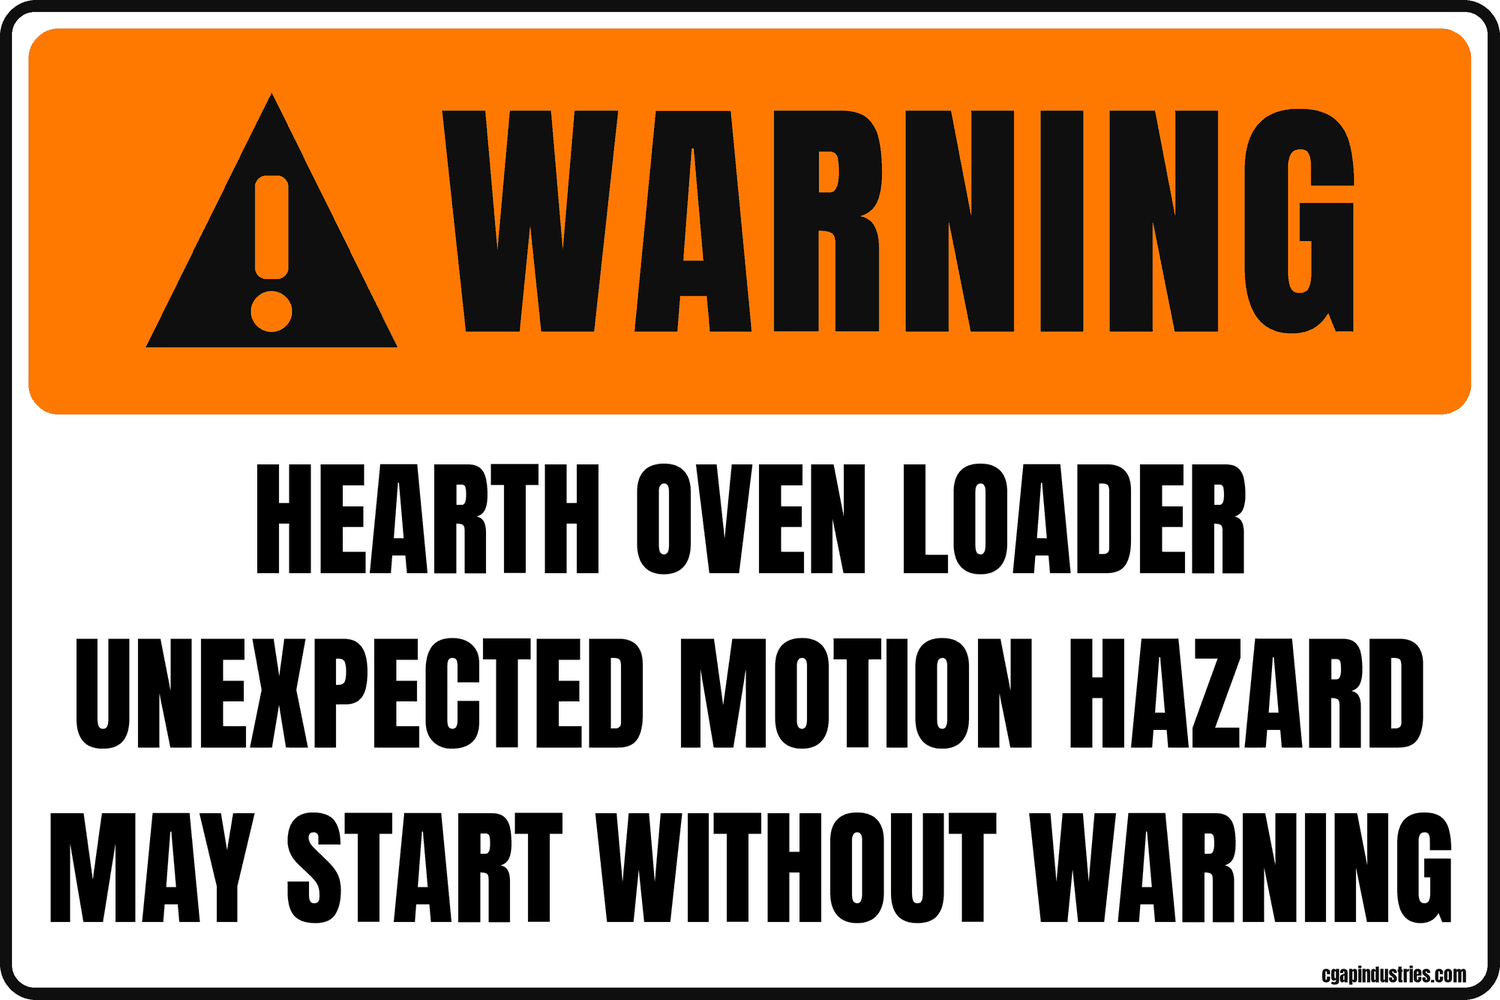 WARNING
HEARTH OVEN LOADER
UNEXPECTED MOTION HAZARD
MAY START WITHOUT WARNING
cgapindustries.com